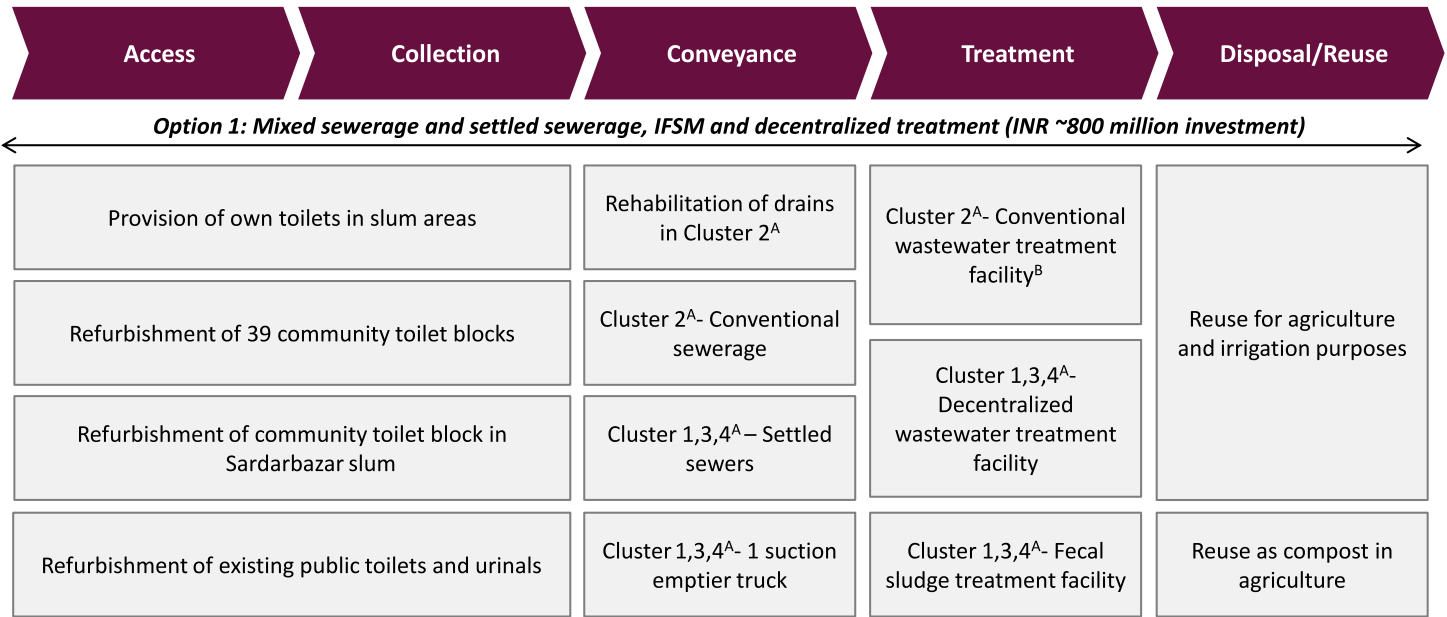 Access
Collection
Conveyance
Treatment
Disposal/Reuse
Option 1: Mixed sewerage and settled sewerage, IFSM and decentralized treatment (INR ~800 million investment)
Provision of own toilets in slum areas
Refurbishment of 39 community toilet blocks
Refurbishment of community toilet block in
Sardarbazar slum
Refurbishment of existing public toilets and urinals
Rehabilitation of drains
in Cluster 2ᴬ
Cluster 2ᴬ- Conventional
sewerage
Cluster 1,3,4ᴬ – Settled
sewers
Cluster 1,3,4ᴬ- 1 suction
emptier truck
Cluster 2ᴬ- Conventional
wastewater treatment
facilityᴮ
Cluster 1,3,4ᴬ-
Decentralized
wastewater treatment
facility
Cluster 1,3,4ᴬ- Fecal
sludge treatment facility
Reuse for agriculture
and irrigation purposes
Reuse as compost in
agriculture